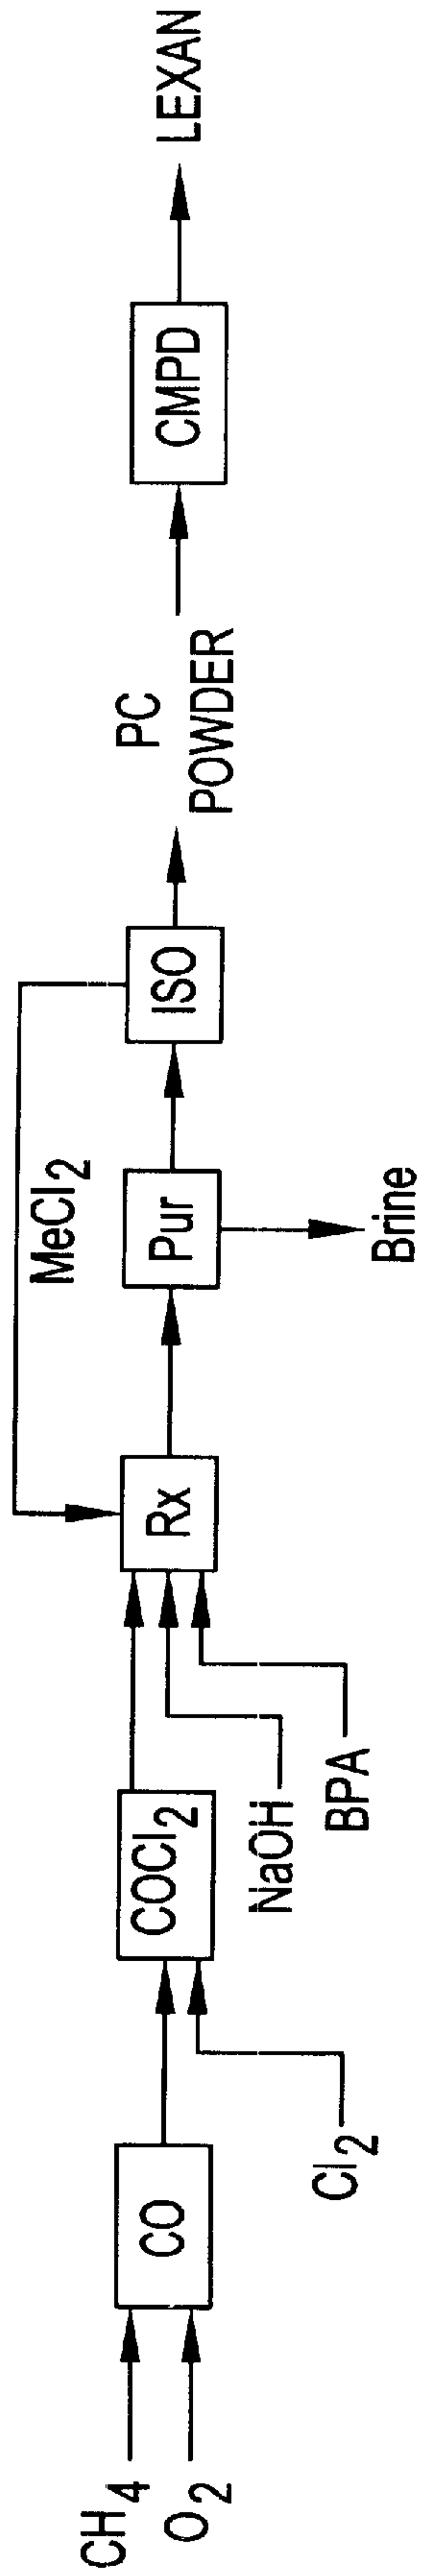 CH4
O2
CO
Cl2
COCl2
NaOH
BPA
Rx
MeCl2
Pur
Brine
ISO
PC
POWDER
CMPD
LEXAN